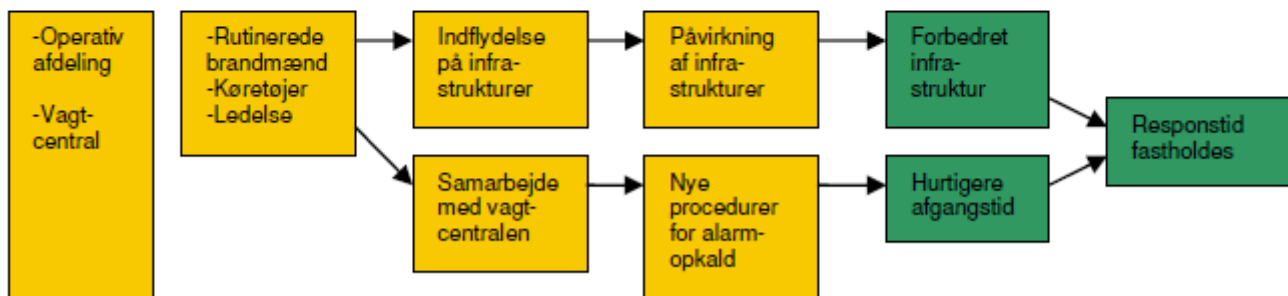 -Operativ
afdeling
-Vagt-
central
-Rutinerede
brandmænd
-Køretøjer
-Ledelse
Indflydelse
på infra-
strukturer
Påvirkning
af infra-
strukturer
Forbedret
infra-
struktur
Samarbejde
med vagt-
centralen
Nye
procedurer
for alarm-
opkald
Hurtigere
afgangstid
Responstid
fastholdes